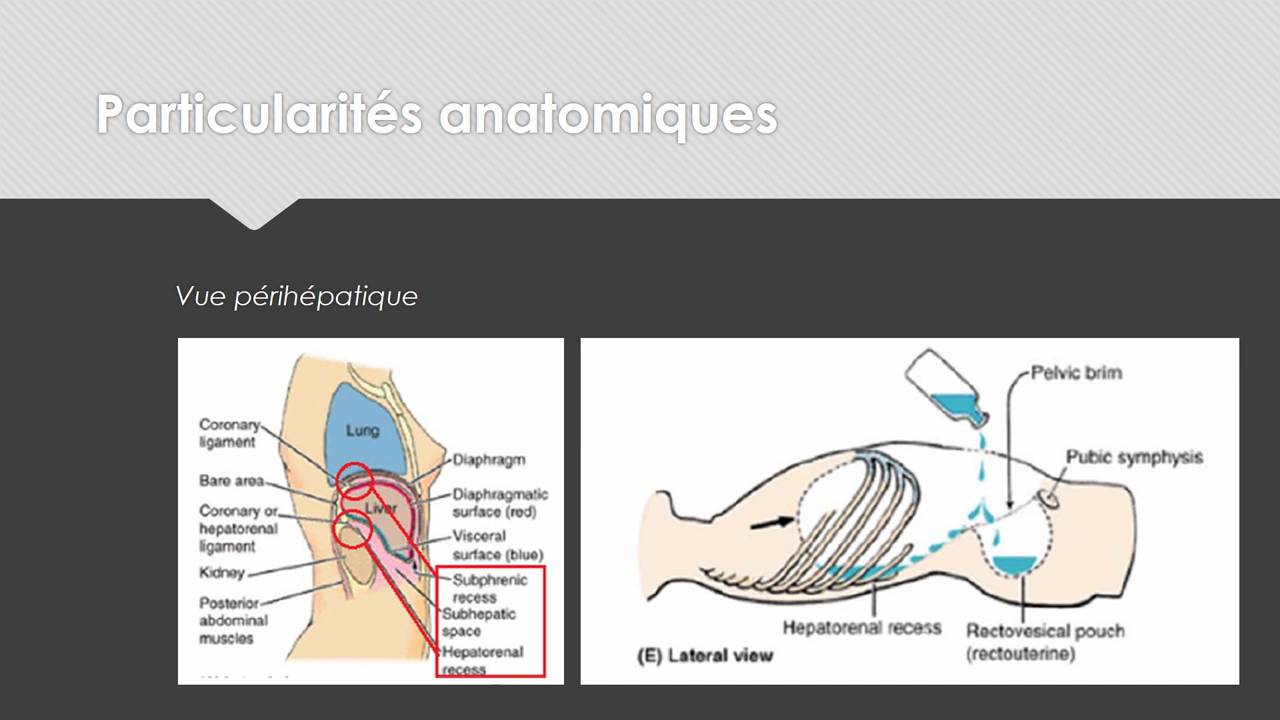 Particularités anatomiques
Vue périhépatique
Coronary
ligament
Bare area
Coronary or
hepatorenal
ligament
Kidney
Posterior
abdominal
muscles
Lung
Liver
Diaphragm
Diaphragmatic
surface (red)
Visceral
surface (blue)
Subphrenic
recess
Subhepatic
space
Hepatorenal
recess
Pelvic brim
Pubic symphysis
Hepatorenal recess
Rectovesical pouch
(rectouterine)
(E) Lateral view